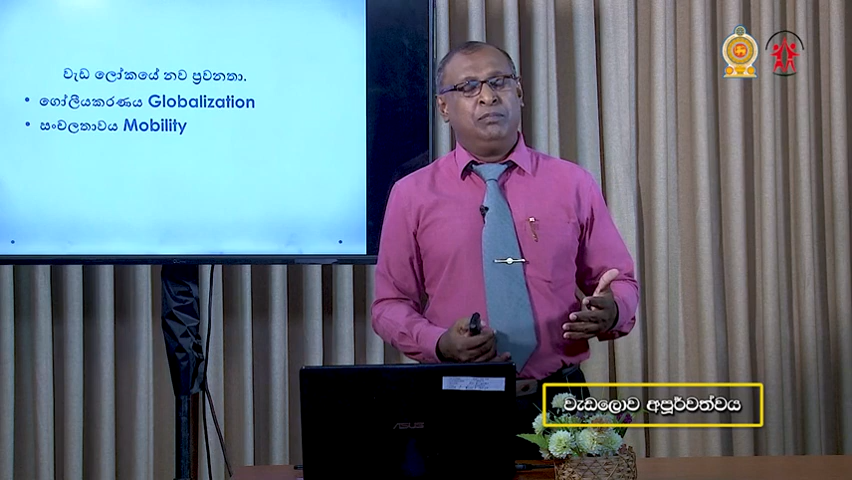 වැඩ ලෝකයේ නව ප්‍රවනතා.
• ගෝලීයකරණය Globalization
• සංචලතාවය Mobility
ASUS
වැඩලොව අපූර්වත්වය